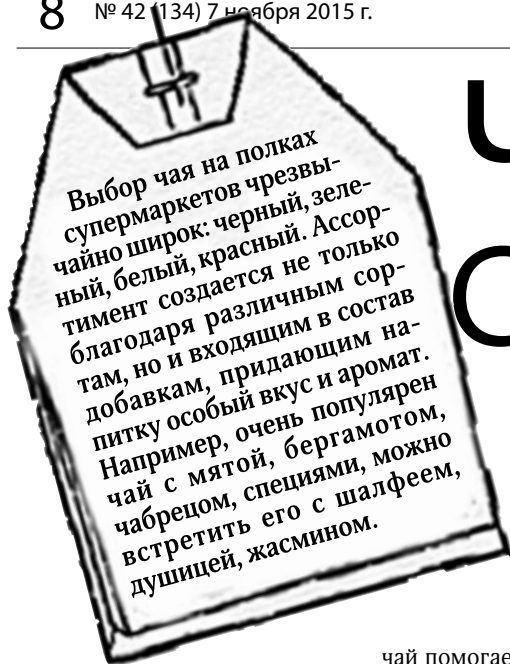 8 № 42 (134) 7 ноября 2015 г.
Выбор чая на полках
супермаркетов чрезвы-
чайно широк: черный, зеле-
ный, белый, красный. Ассор-
тимент создается не только
благодаря различным сор-
там, но и входящим в состав
добавкам, придающим на-
питку особый вкус и аромат.
Например, очень популярен
чай с мятой, бергамотом,
чабрецом, специями, можно
встретить его с шалфеем,
душицей, жасмином.
чай помогае